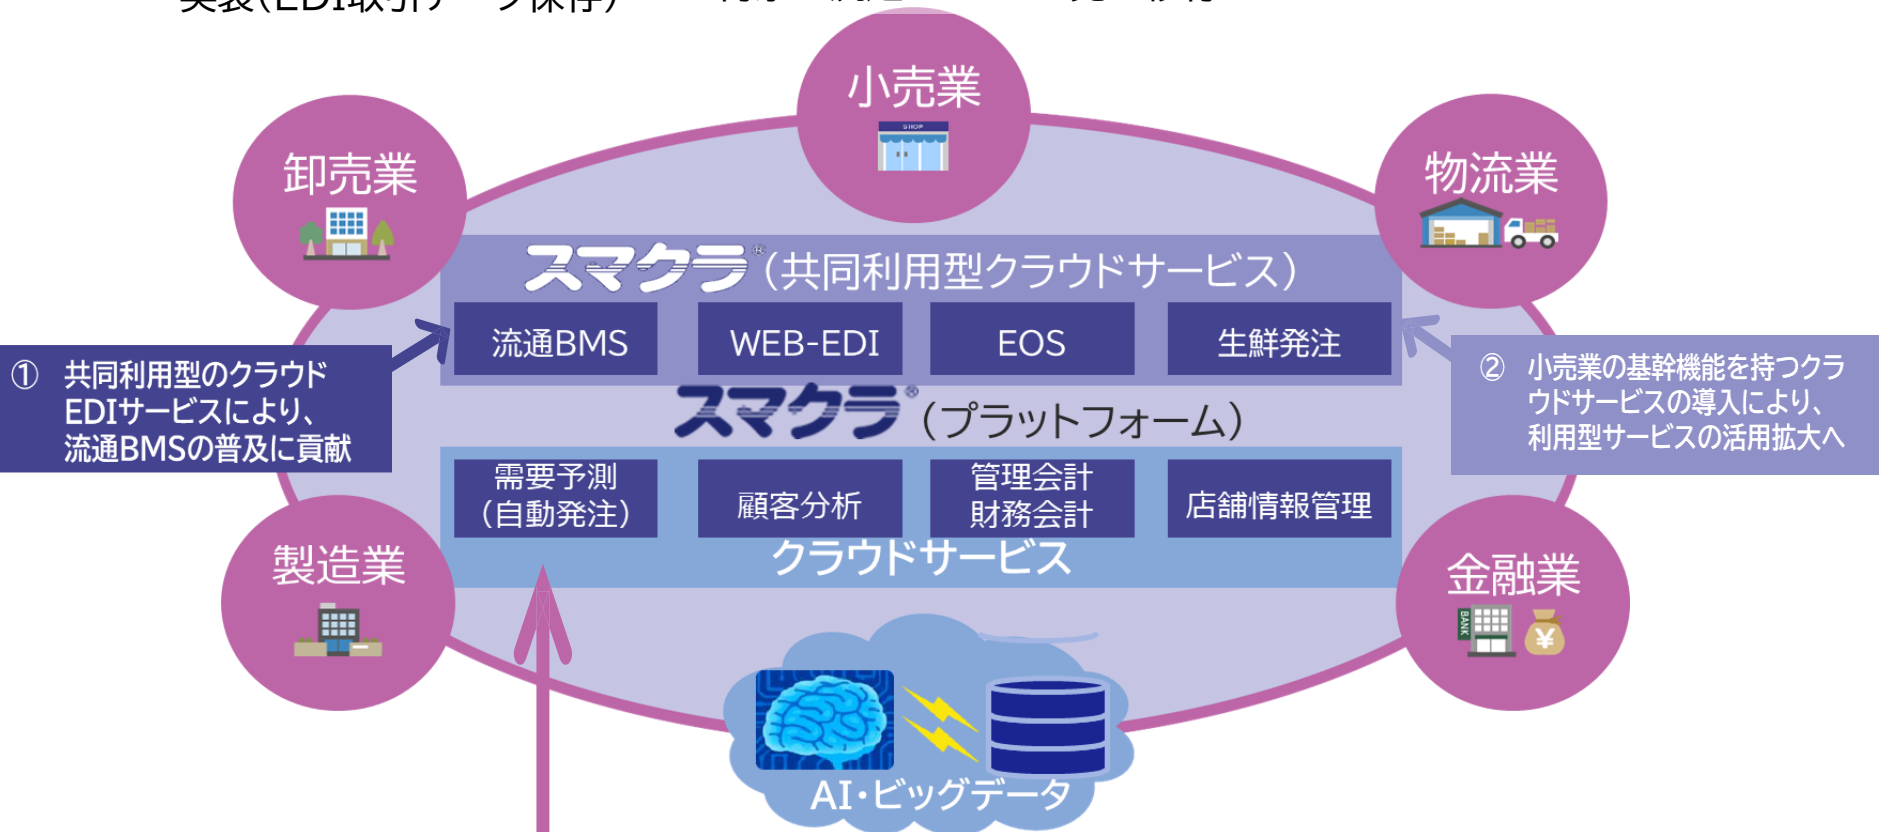 小売業
SHOP
卸売業
物流業
スマクラ®（共同利用型クラウドサービス）
流通BMS
WEB-EDI
EOS
生鮮発注
① 共同利用型のクラウド
EDIサービスにより、
流通BMSの普及に貢献
② 小売業の基幹機能を持つクラ
ウドサービスの導入により、
利用型サービスの活用拡大へ
スマクラ®（プラットフォーム）
需要予測
（自動発注）
顧客分析
管理会計
財務会計
店舗情報管理
クラウドサービス
製造業
金融業
BANK
¥
AI・ビッグデータ